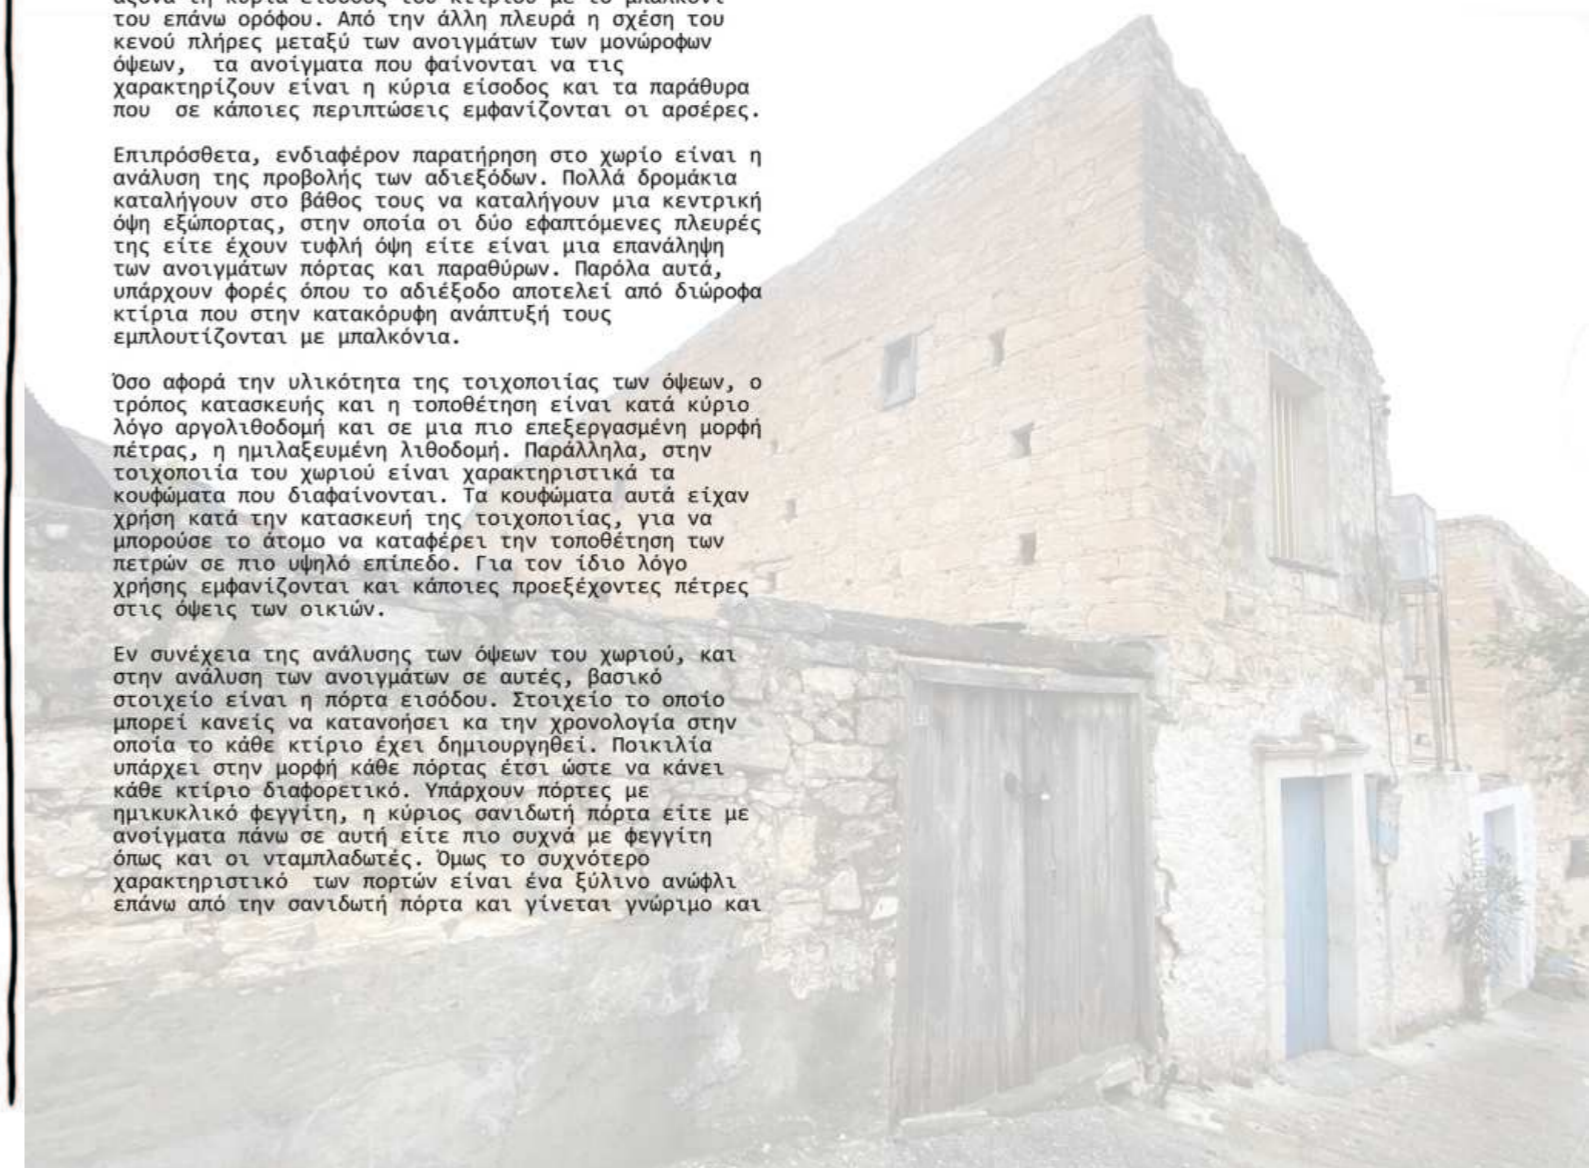 του επάνω ορόφου. Από την άλλη πλευρά η σχέση του
κενού πλήρες μεταξύ των ανοιγμάτων των μονώροφων
όψεων,  τα ανοίγματα που φαίνονται να τις
χαρακτηρίζουν είναι η κύρια είσοδος και τα παράθυρα
που  σε κάποιες περιπτώσεις εμφανίζονται οι αρσέρες.
Επιπρόσθετα, ενδιαφέρον παρατήρηση στο χωρίο είναι η
ανάλυση της προβολής των αδιεξόδων. Πολλά δρομάκια
καταλήγουν στο βάθος τους να καταλήγουν μια κεντρική
όψη εξώπορτας, στην οποία οι δύο εφαπτόμενες πλευρές
της είτε έχουν τυφλή όψη είτε είναι μια επανάληψη
των ανοιγμάτων πόρτας και παραθύρων. Παρόλα αυτά,
υπάρχουν φορές όπου το αδιέξοδο αποτελεί από διώροφα
κτίρια που στην κατακόρυφη ανάπτυξή τους
εμπλουτίζονται με μπαλκόνια.
Όσο αφορά την υλικότητα της τοιχοποιίας των όψεων, ο
τρόπος κατασκευής και η τοποθέτηση είναι κατά κύριο
λόγο αργολιθοδομή και σε μια πιο επεξεργασμένη μορφή
πέτρας, η ημιλαξευμένη λιθοδομή. Παράλληλα, στην
τοιχοποιία του χωριού είναι χαρακτηριστικά τα
κουφώματα που διαφαίνονται. Τα κουφώματα αυτά είχαν
χρήση κατά την κατασκευή της τοιχοποιίας, για να
μπορούσε το άτομο να καταφέρει την τοποθέτηση των
πετρών σε πιο υψηλό επίπεδο. Για τον ίδιο λόγο
χρήσης εμφανίζονται και κάποιες προεξέχοντες πέτρες
στις όψεις των οικιών.
Εν συνέχεια της ανάλυσης των όψεων του χωριού, και
στην ανάλυση των ανοιγμάτων σε αυτές, βασικό
στοιχείο είναι η πόρτα εισόδου. Στοιχείο το οποίο
μπορεί κανείς να κατανοήσει κα την χρονολογία στην
οποία το κάθε κτίριο έχει δημιουργηθεί. Ποικιλία
υπάρχει στην μορφή κάθε πόρτας έτσι ώστε να κάνει
κάθε κτίριο διαφορετικό. Υπάρχουν πόρτες με
ημικυκλικό φεγγίτη, η κύριος σανιδωτή πόρτα είτε με
ανοίγματα πάνω σε αυτή είτε πιο συχνά με φεγγίτη
όπως και οι νταμπλαδωτές. Όμως το συχνότερο
χαρακτηριστικό  των πορτών είναι ένα ξύλινο ανώφλι
επάνω από την σανιδωτή πόρτα και γίνεται γνώριμο και